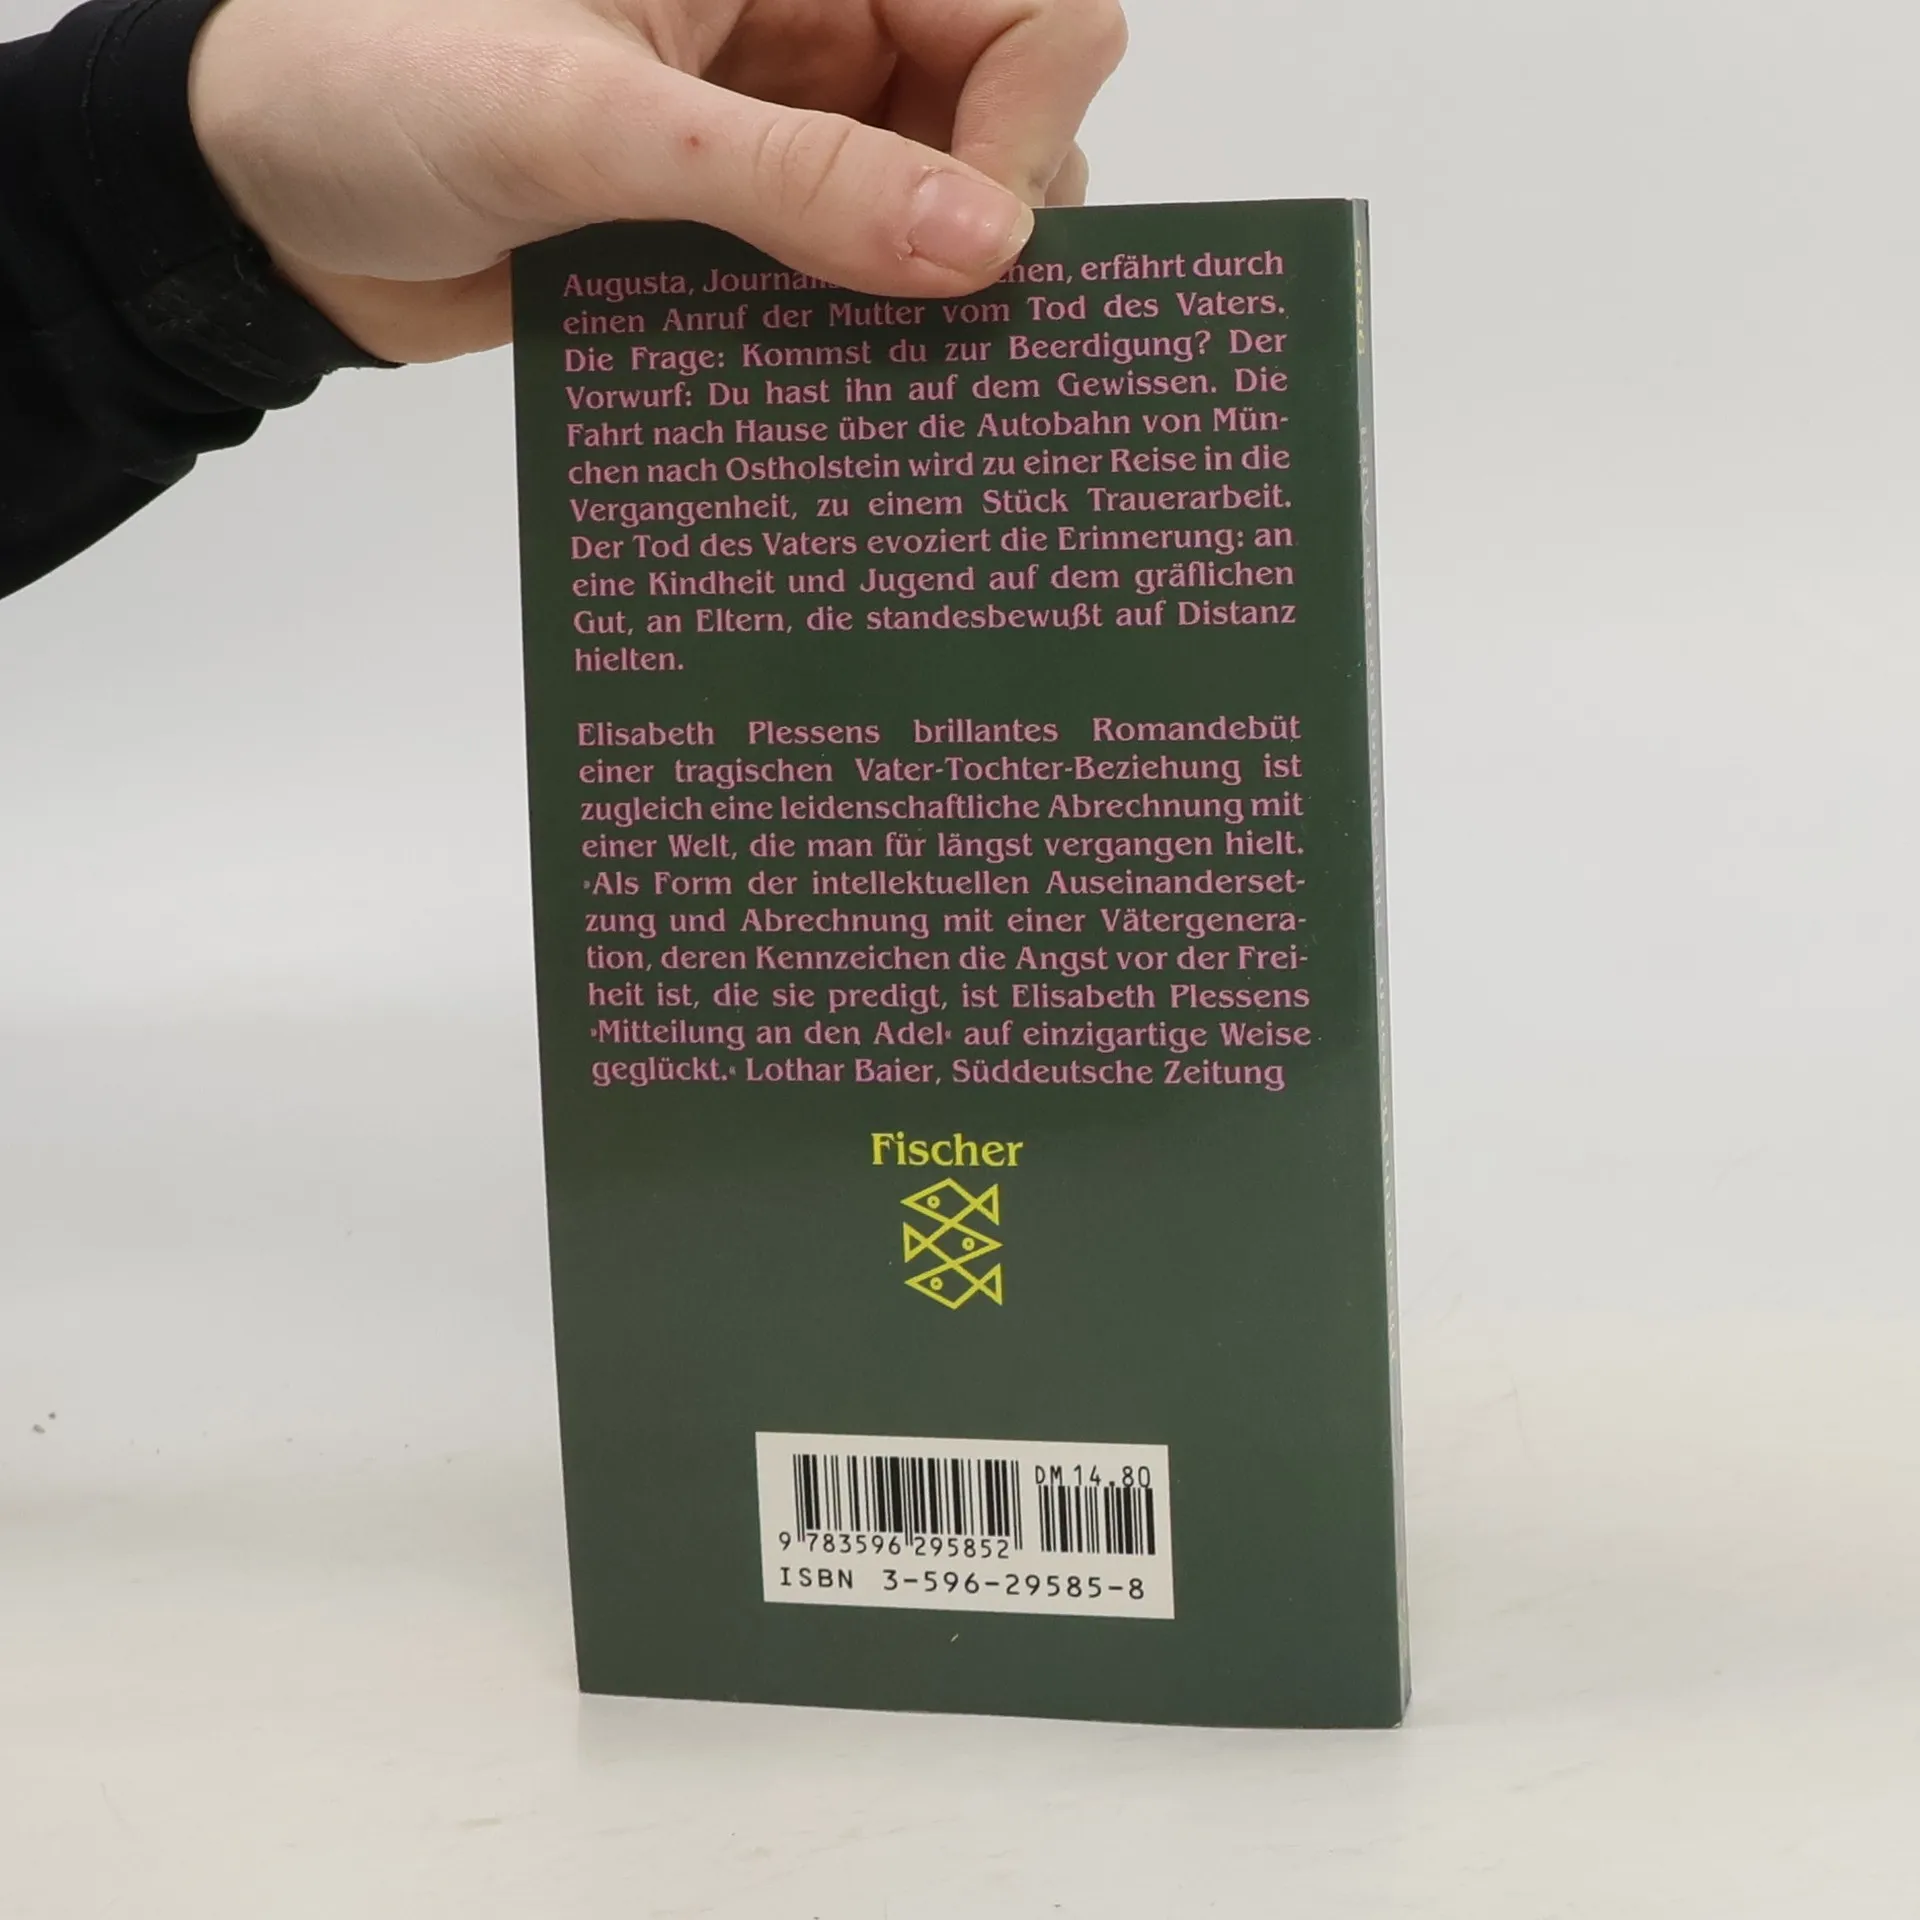 Augusta, hen, erfährt durch
einen Anruf der Mutter vom Tod des Vaters.
Die Frage: Kommst du zur Beerdigung? Der
Vorwurf: Du hast ihn auf dem Gewissen. Die
Fahrt nach Hause über die Autobahn von Mün-
chen nach Ostholstein wird zu einer Reise in die
Vergangenheit, zu einem Stück Trauerarbeit.
Der Tod des Vaters evoziert die Erinnerung: an
eine Kindheit und Jugend auf dem gräflichen
Gut, an Eltern, die standesbewußt auf Distanz
hielten.
Elisabeth Plessens brillantes Romandebüt
einer tragischen Vater-Tochter-Beziehung ist
zugleich eine leidenschaftliche Abrechnung mit
einer Welt, die man für längst vergangen hielt.
»Als Form der intellektuellen Auseinanderset-
zung und Abrechnung mit einer Vätergenera-
tion, deren Kennzeichen die Angst vor der Frei-
heit ist, die sie predigt, ist Elisabeth Plessens
›Mitteilung an den Adel‹ auf einzigartige Weise
geglückt.« Lothar Baier, Süddeutsche Zeitung
Fischer
DM 14.80
9 783596 295852
ISBN 3-596-29585-8
9585